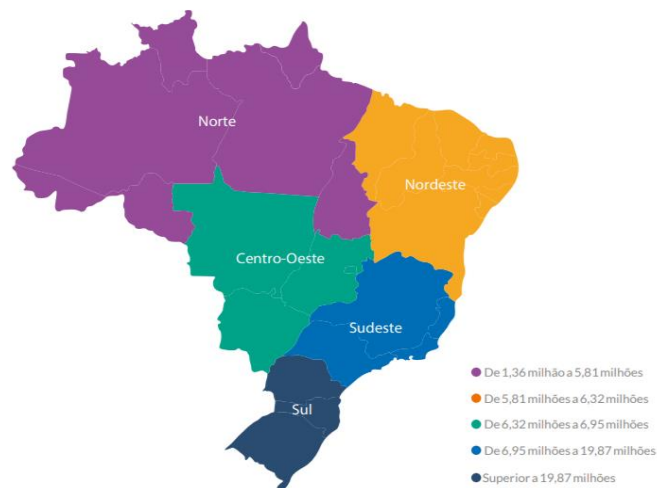 Norte
Nordeste
Centro-Oeste
Sudeste
Sul
De 1,36 milhão a 5,81 milhões
De 5,81 milhões a 6,32 milhões
De 6,32 milhões a 6,95 milhões
De 6,95 milhões a 19,87 milhões
Superior a 19,87 milhões